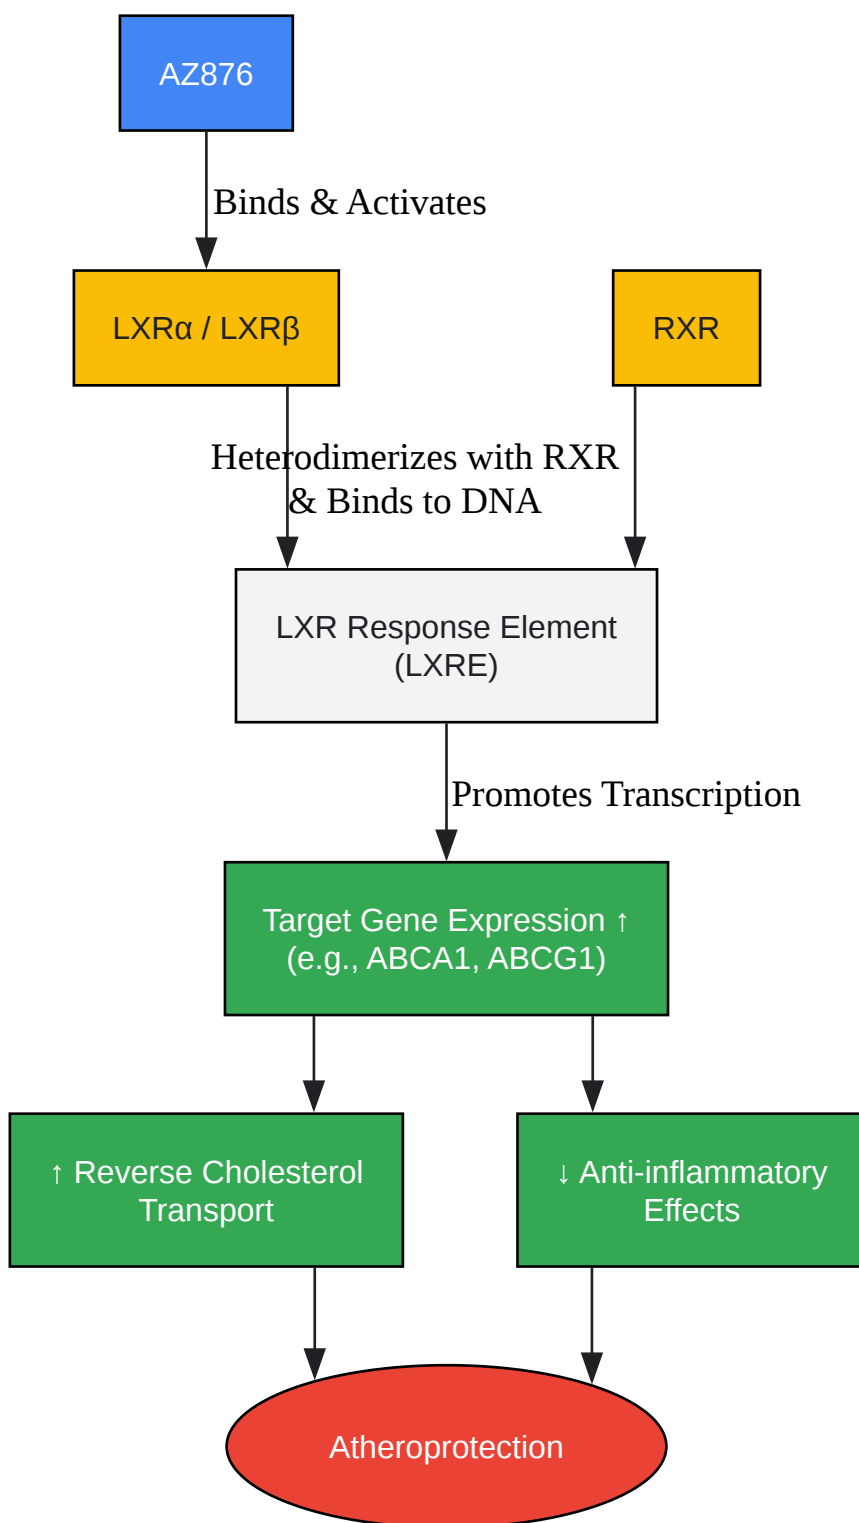 AZ876
Binds & Activates
LXRα / LXRβ
RXR
Heterodimerizes with RXR
& Binds to DNA
LXR Response Element
(LXRE)
Promotes Transcription
Target Gene Expression ↑
(e.g., ABCA1, ABCG1)
↑ Reverse Cholesterol
Transport
↓ Anti-inflammatory
Effects
Atheroprotection